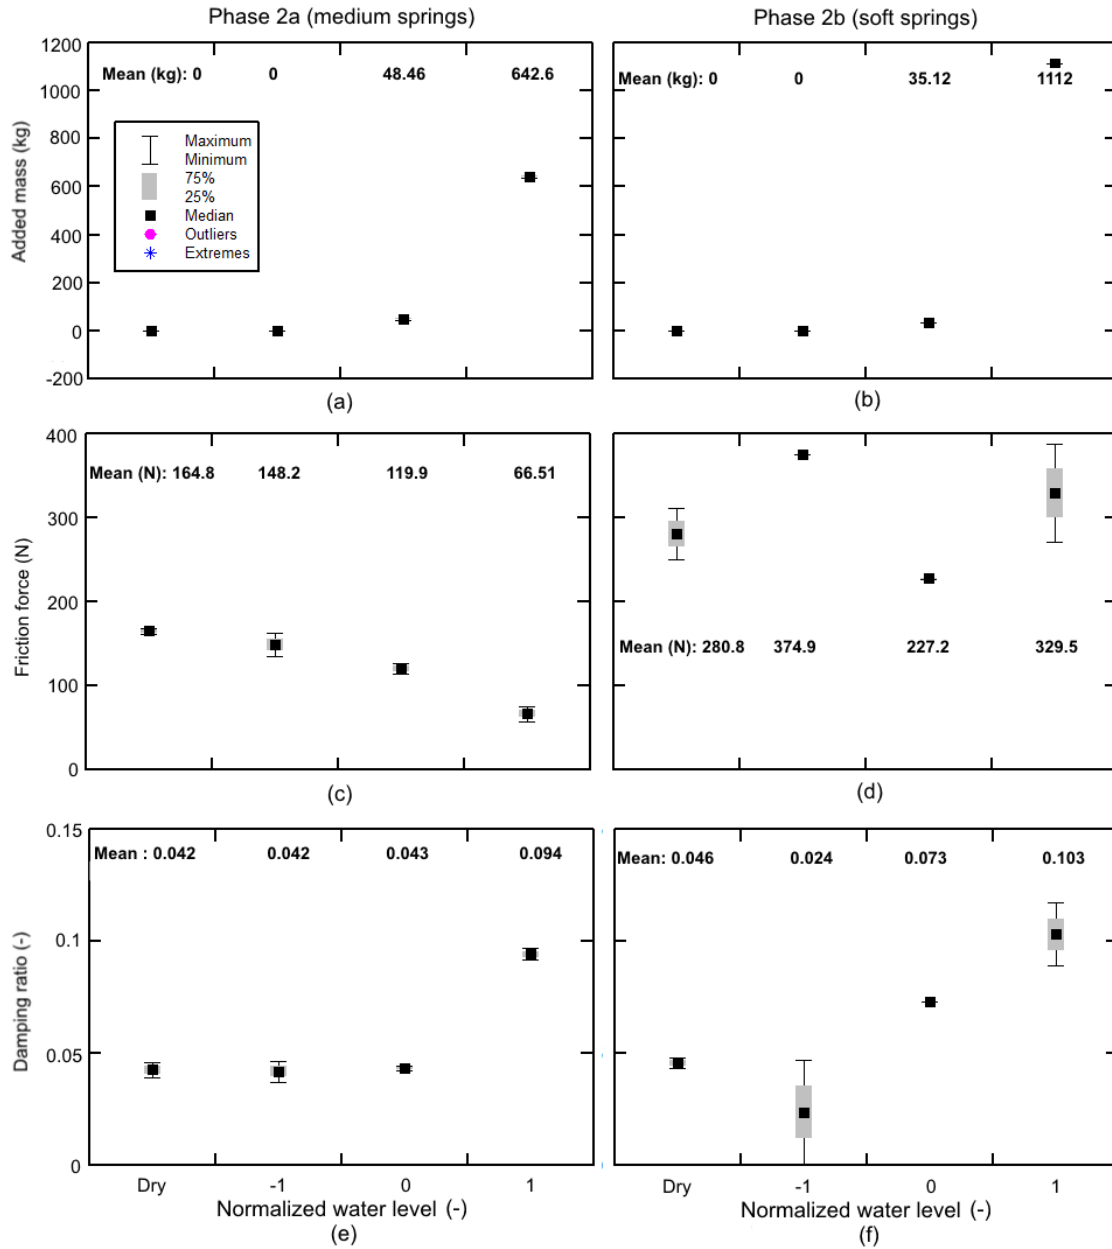 Phase 2a (medium springs)
Phase 2b (soft springs)
Added mass (kg)
1200
1000
800
600
400
200
0
-200
Mean (kg): 0 0 48.46 642.6
Maximum
Minimum
75%
25%
Median
Outliers
Extremes
(a)
Mean (kg): 0 0 35.12 1112
(b)
Friction force (N)
400
300
200
100
0
Mean (N): 164.8 148.2 119.9 66.51
(c)
Mean (N): 280.8 374.9 227.2 329.5
(d)
Damping ratio (-)
0.15
0.1
0.05
0
Mean : 0.042 0.042 0.043 0.094
Dry -1 0 1
Normalized water level (-)
(e)
Mean: 0.046 0.024 0.073 0.103
Dry -1 0 1
Normalized water level (-)
(f)